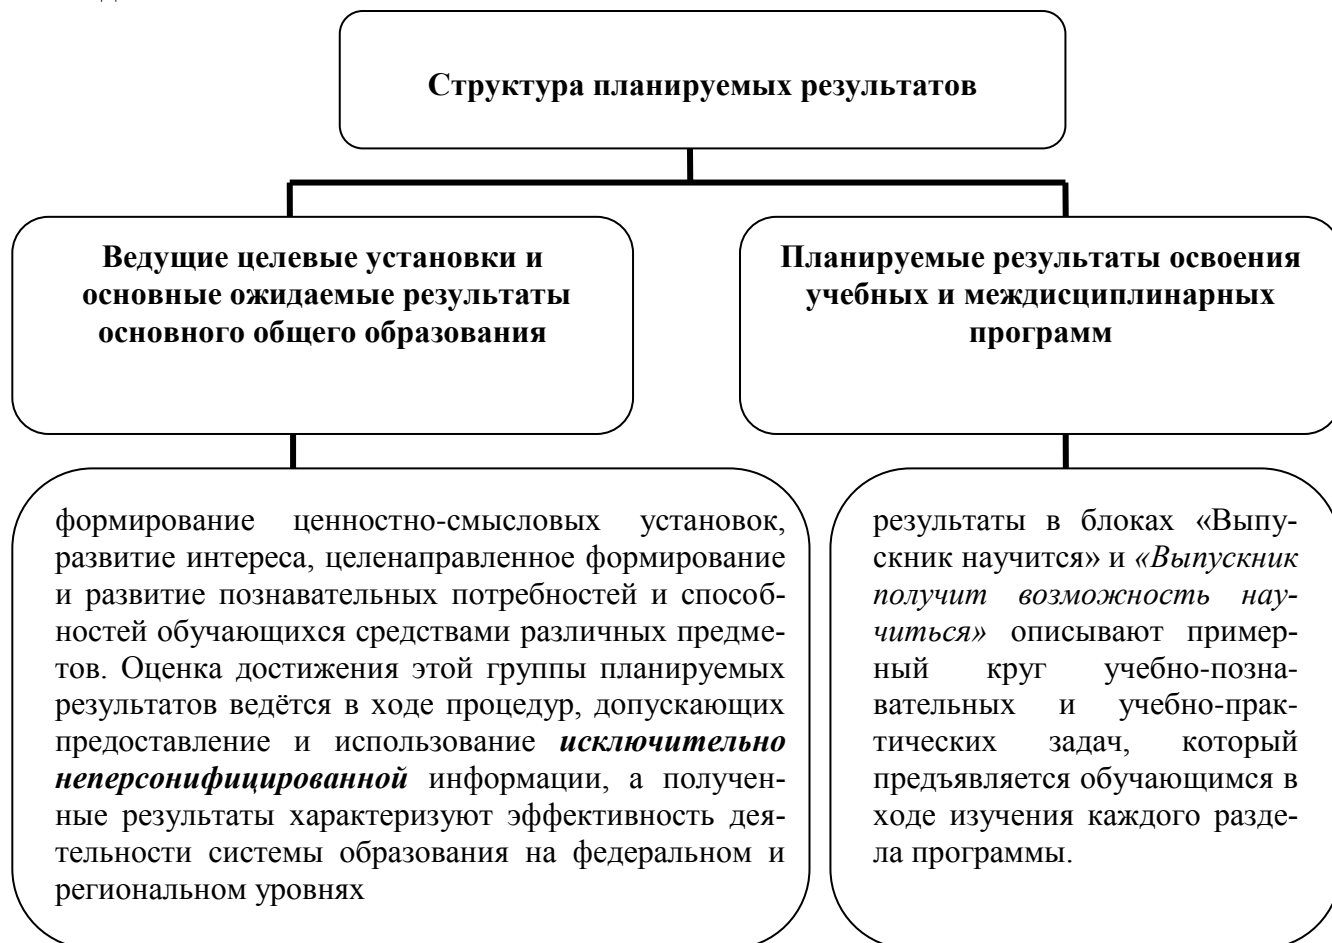 Структура планируемых результатов
Ведущие целевые установки и
основные ожидаемые результаты
основного общего образования
Планируемые результаты освоения
учебных и междисциплинарных
программ
формирование ценностно-смысловых установок,
развитие интереса, целенаправленное формирование
и развитие познавательных потребностей и способ-
ностей обучающихся средствами различных предме-
тов. Оценка достижения этой группы планируемых
результатов ведётся в ходе процедур, допускающих
предоставление и использование исключительно
неперсонифицированной информации, а получен-
ные результаты характеризуют эффективность дея-
тельности системы образования на федеральном и
региональном уровнях
результаты в блоках «Выпу-
скник научится» и «Выпускник
получит возможность нау-
читься» описывают пример-
ный круг учебно-позна-
вательных и учебно-прак-
тических задач, который
предъявляется обучающимся в
ходе изучения каждого разде-
ла программы.